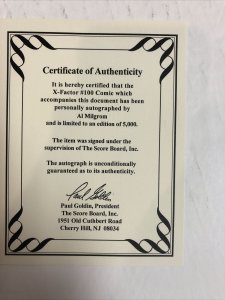 Certificate of Authenticity
It is hereby certified that the
X-Factor #100 Comic which
accompanies this document has been
personally autographed by
Al Milgrom
and is limited to an edition of 5,000.
The item was signed under the
supervision of The Score Board, Inc.
The autograph is unconditionally
guaranteed as to its authenticity.
Paul Goldin
Paul Goldin, President
The Score Board, Inc.
1951 Old Cuthbert Road
Cherry Hill, NJ 08034